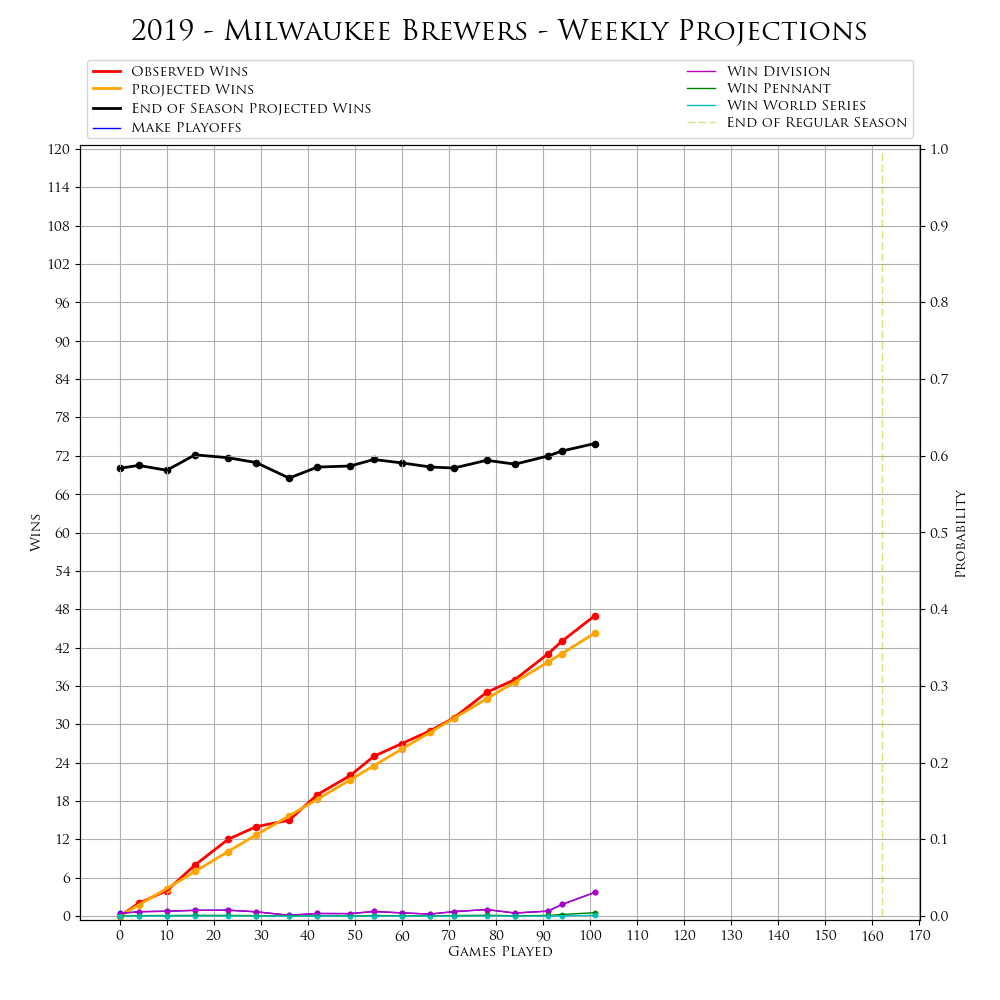 2019 - Milwaukee Brewers - Weekly Projections
Observed Wins
Projected Wins
End of Season Projected Wins
Make Playoffs
Win Division
Win Pennant
Win World Series
End of Regular Season
120
114
108
102
96
90
84
78
72
66
60
54
48
42
36
30
24
18
12
6
0
Wins
1.0
0.9
0.8
0.7
0.6
0.5
0.4
0.3
0.2
0.1
0.0
Probability
0 10 20 30 40 50 60 70 80 90 100 110 120 130 140 150 160 170
Games Played